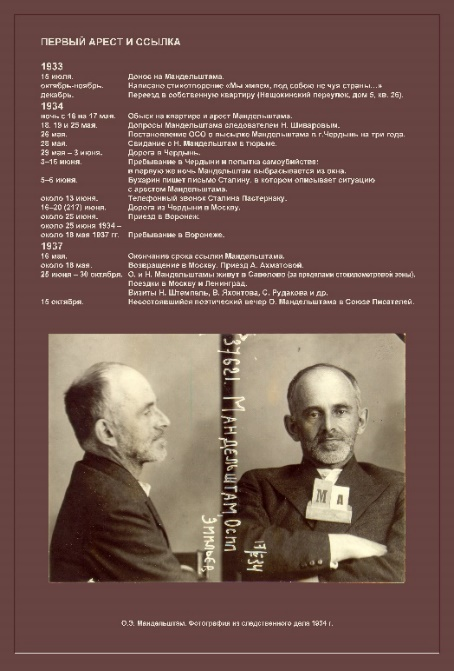 ПЕРВЫЙ АРЕСТ И ССЫЛКА
1933
15 июля. Донос на Мандельштама.
октябрь-ноябрь. Написано стихотворение «Мы живем, под собою не чуя страны...»
декабрь. Переезд в собственную квартиру (Нащокинский переулок, дом 5, кв. 26).
1934
ночь с 16 на 17 мая. Обыск на квартире и арест Мандельштама.
18, 19 и 25 мая. Допросы Мандельштама следователем Н. Шиваровым.
26 мая. Постановление ОСО о высылке Мандельштама в г.Чердынь на три года.
28 мая. Свидание с Н. Мандельштам в тюрьме.
29 мая – 3 июня. Дорога в Чердынь.
3–15 июня. Пребывание в Чердыни и попытка самоубийства:
в первую же ночь Мандельштам выбрасывается из окна.
5–6 июня. Бухарин пишет письмо Сталину, в котором описывает ситуацию
с арестом Мандельштама.
около 13 июня. Телефонный звонок Сталина Пастернаку.
16–20 (21?) июня. Дорога из Чердыни в Москву.
около 25 июня. Приезд в Воронеж.
около 25 июня 1934 –
около 16 мая 1937 гг. Пребывание в Воронеже.
1937
16 мая. Окончание срока ссылки Мандельштама.
около 18 мая. Возвращение в Москву. Приезд А. Ахматовой.
25 июня – 30 октября. О. и Н. Мандельштамы живут в Савелово (за пределами стокилометровой зоны).
Поездки в Москву и Ленинград.
Визиты Н. Штемпель, В. Яхонтова, С. Рудакова и др.
15 октября. Несостоявшийся поэтический вечер О. Мандельштама в Союзе Писателей.
37621. МАНДЕЛЬШТАМ, ОСИП
ЭМИЛЬЕВ
17/5 34
М А
О.Э. Мандельштам. Фотография из следственного дела 1934 г.